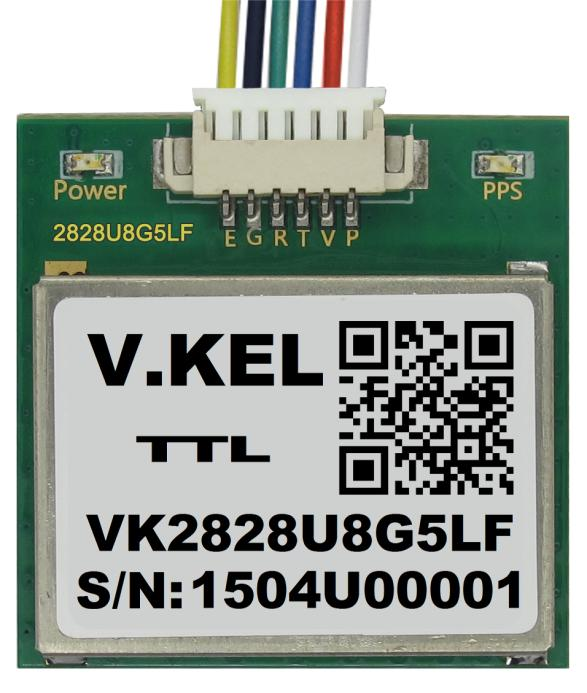 Power
PPS
2828U8G5LF
E G R T V P
V.KEL
TTL
VK2828U8G5LF
S/N:1504U00001